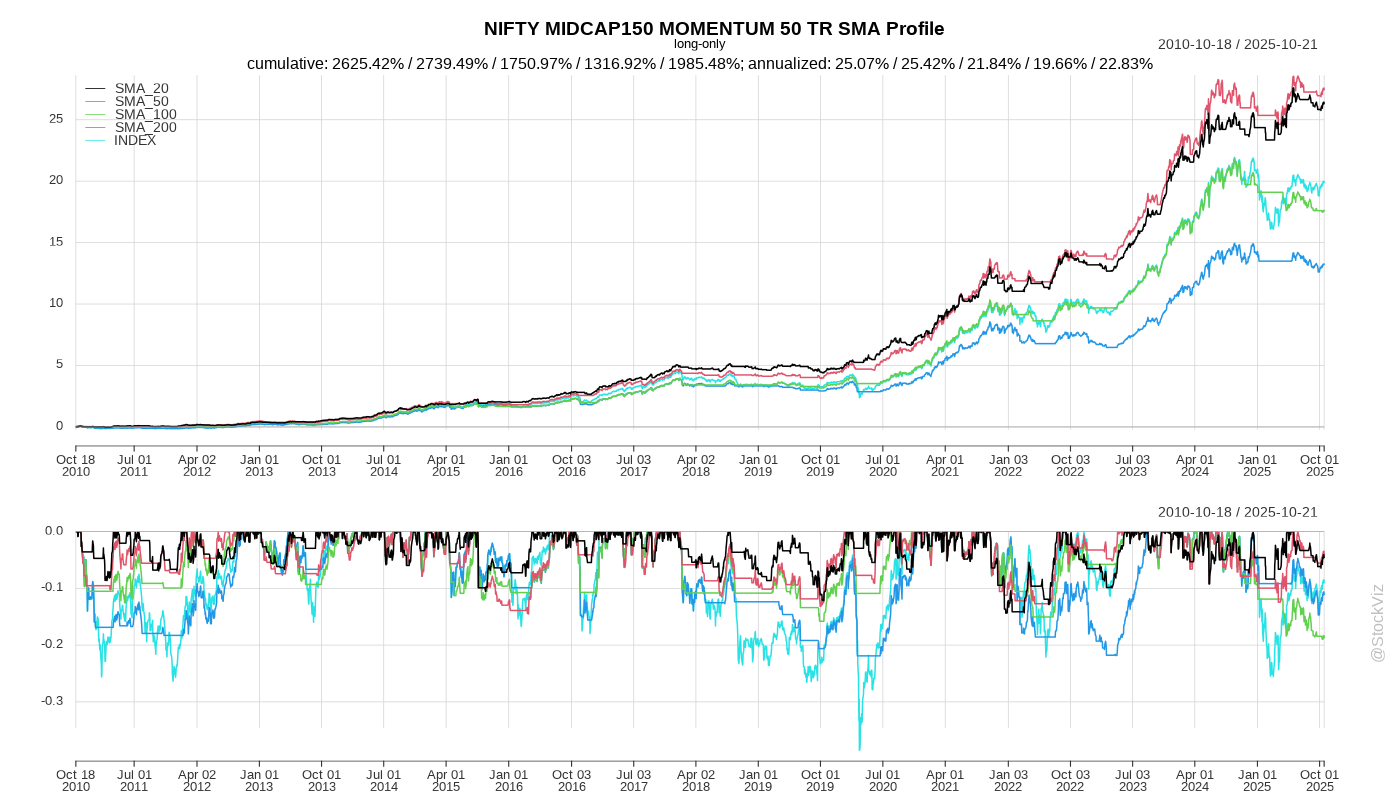 NIFTY MIDCAP150 MOMENTUM 50 TR SMA Profile
long-only
2010-10-18 / 2025-10-21
cumulative: 2625.42% / 2739.49% / 1750.97% / 1316.92% / 1985.48%; annualized: 25.07% / 25.42% / 21.84% / 19.66% / 22.83%
SMA_20
SMA_50
SMA_100
SMA_200
INDEX
25
20
15
10
5
0
Oct 18 Jul 01 Apr 02 Jan 01 Oct 01 Jul 01 Apr 01 Jan 01 Oct 03 Jul 03 Apr 02 Jan 01 Oct 01 Jul 01 Apr 01 Jan 03 Oct 03 Jul 03 Apr 01 Jan 01 Oct 01
2010 2011 2012 2013 2013 2014 2015 2016 2016 2017 2018 2019 2019 2020 2021 2022 2022 2023 2024 2025 2025
2010-10-18 / 2025-10-21
0.0
-0.1
-0.2
-0.3
Oct 18 Jul 01 Apr 02 Jan 01 Oct 01 Jul 01 Apr 01 Jan 01 Oct 03 Jul 03 Apr 02 Jan 01 Oct 01 Jul 01 Apr 01 Jan 03 Oct 03 Jul 03 Apr 01 Jan 01 Oct 01
2010 2011 2012 2013 2013 2014 2015 2016 2016 2017 2018 2019 2019 2020 2021 2022 2022 2023 2024 2025 2025
@StockViz